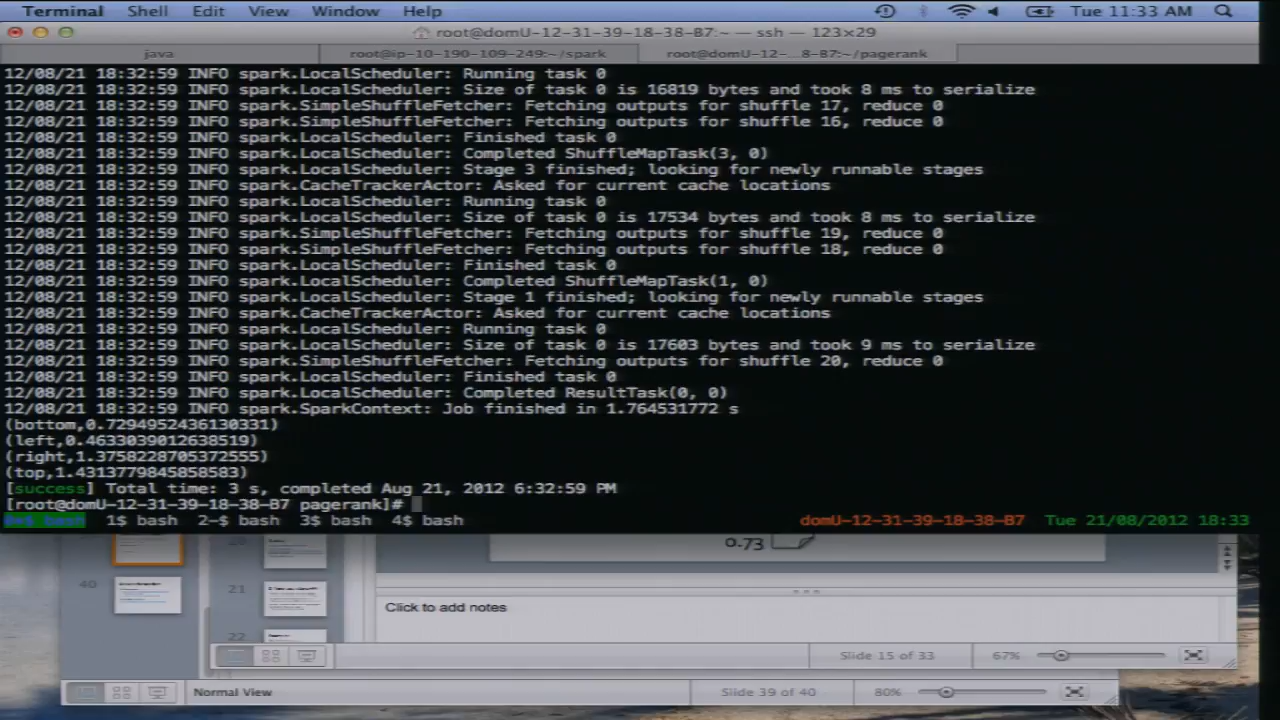 Terminal Shell Edit View Window Help Tue 11:33 AM
root@domU-12-31-39-18-38-B7:~ — ssh — 123×29
java root@ip-10-190-109-249:~/spark root@domU-12-...8-B7:~/pagerank
12/08/21 18:32:59 INFO spark.LocalScheduler: Running task 0
12/08/21 18:32:59 INFO spark.LocalScheduler: Size of task 0 is 16819 bytes and took 8 ms to serialize
12/08/21 18:32:59 INFO spark.SimpleShuffleFetcher: Fetching outputs for shuffle 17, reduce 0
12/08/21 18:32:59 INFO spark.SimpleShuffleFetcher: Fetching outputs for shuffle 16, reduce 0
12/08/21 18:32:59 INFO spark.LocalScheduler: Finished task 0
12/08/21 18:32:59 INFO spark.LocalScheduler: Completed ShuffleMapTask(3, 0)
12/08/21 18:32:59 INFO spark.LocalScheduler: Stage 3 finished; looking for newly runnable stages
12/08/21 18:32:59 INFO spark.CacheTrackerActor: Asked for current cache locations
12/08/21 18:32:59 INFO spark.LocalScheduler: Running task 0
12/08/21 18:32:59 INFO spark.LocalScheduler: Size of task 0 is 17534 bytes and took 8 ms to serialize
12/08/21 18:32:59 INFO spark.SimpleShuffleFetcher: Fetching outputs for shuffle 19, reduce 0
12/08/21 18:32:59 INFO spark.SimpleShuffleFetcher: Fetching outputs for shuffle 18, reduce 0
12/08/21 18:32:59 INFO spark.LocalScheduler: Finished task 0
12/08/21 18:32:59 INFO spark.LocalScheduler: Completed ShuffleMapTask(1, 0)
12/08/21 18:32:59 INFO spark.LocalScheduler: Stage 1 finished; looking for newly runnable stages
12/08/21 18:32:59 INFO spark.CacheTrackerActor: Asked for current cache locations
12/08/21 18:32:59 INFO spark.LocalScheduler: Running task 0
12/08/21 18:32:59 INFO spark.LocalScheduler: Size of task 0 is 17603 bytes and took 9 ms to serialize
12/08/21 18:32:59 INFO spark.SimpleShuffleFetcher: Fetching outputs for shuffle 20, reduce 0
12/08/21 18:32:59 INFO spark.LocalScheduler: Finished task 0
12/08/21 18:32:59 INFO spark.LocalScheduler: Completed ResultTask(0, 0)
12/08/21 18:32:59 INFO spark.SparkContext: Job finished in 1.764531772 s
(bottom,0.7294952436130331)
(left,0.4633039012638519)
(right,1.3758228705372555)
(top,1.4313779845858583)
[success] Total time: 3 s, completed Aug 21, 2012 6:32:59 PM
[root@domU-12-31-39-18-38-B7 pagerank]#
0*$ bash 1$ bash 2-$ bash 3$ bash 4$ bash domU-12-31-39-18-38-B7 Tue 21/08/2012 18:33
0.73
40
21
Click to add notes
22
Slide 15 of 33 67%
Normal View Slide 39 of 40 80%